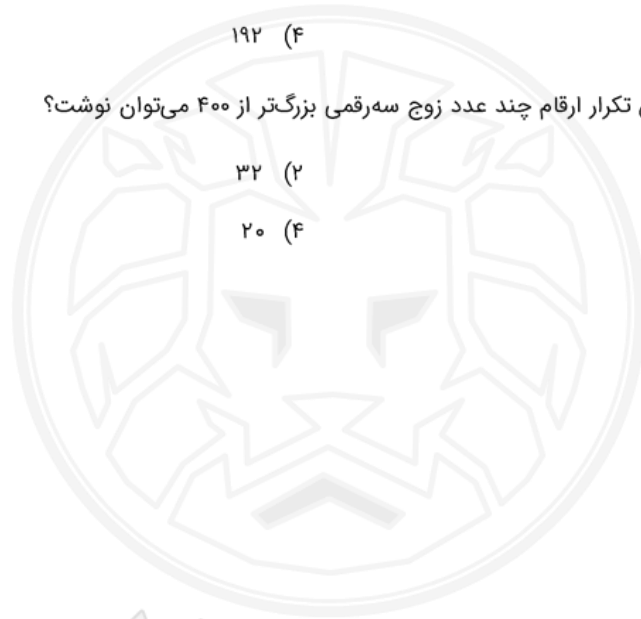 ۴) ۱۹۲
تکرار ارقام چند عدد زوج سه‌رقمی بزرگ‌تر از ۴۰۰ می‌توان نوشت؟
۲) ۳۲
۴) ۲۰